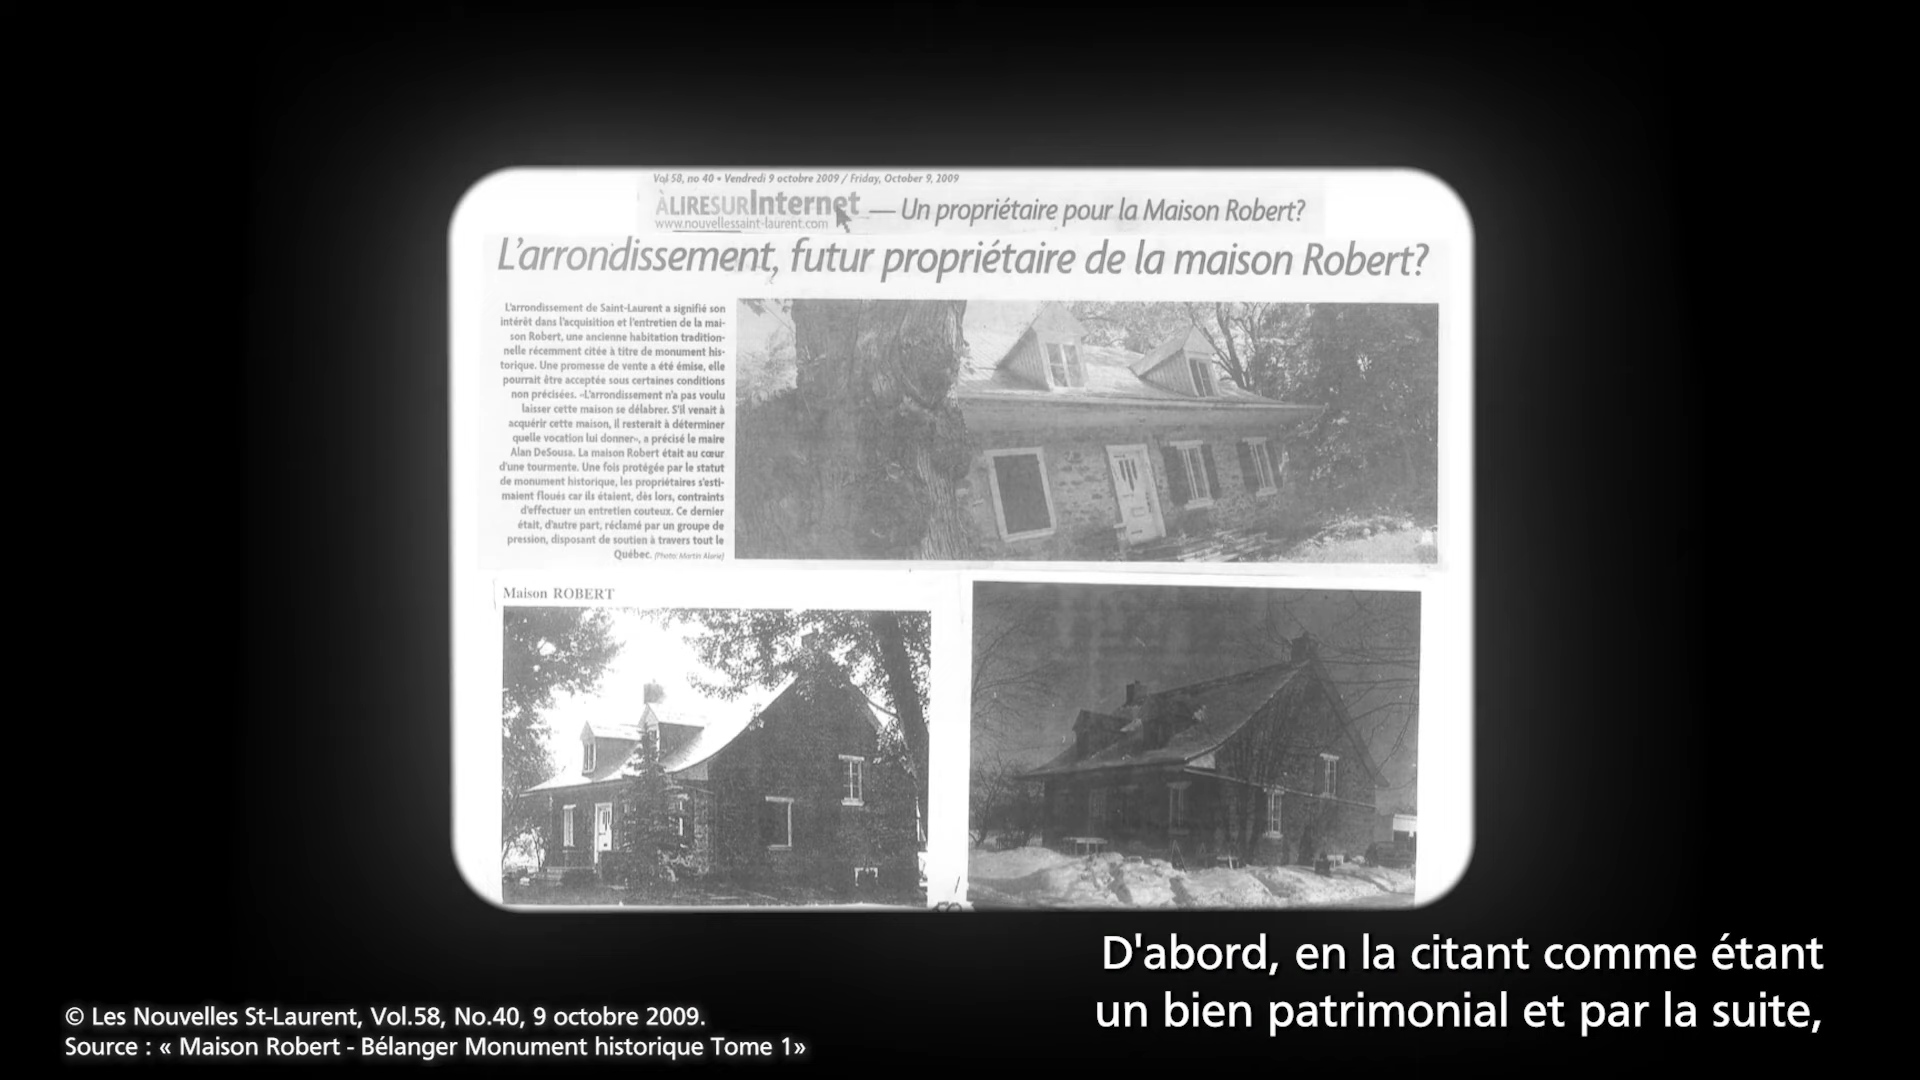 Vol 58, no 40 • Vendredi 9 octobre 2009 / Friday, October 9, 2009
ÀLIRESURInternet — Un propriétaire pour la Maison Robert?
www.nouvellessaint-laurent.com
L'arrondissement, futur propriétaire de la maison Robert?
L'arrondissement de Saint-Laurent a signifié son
intérêt dans l'acquisition et l'entretien de la mai-
son Robert, une ancienne habitation tradition-
nelle récemment citée à titre de monument his-
torique. Une promesse de vente a été émise, elle
pourrait être acceptée sous certaines conditions
non précisées. «L'arrondissement n'a pas voulu
laisser cette maison se délabrer. S'il venait à
acquérir cette maison, il resterait à déterminer
quelle vocation lui donner», a précisé le maire
Alan DeSousa. La maison Robert était au cœur
d'une tourmente. Une fois protégée par le statut
de monument historique, les propriétaires s'esti-
maient floués car ils étaient, dès lors, contraints
d'effectuer un entretien couteux. Ce dernier
était, d'autre part, réclamé par un groupe de
pression, disposant de soutien à travers tout le
Québec. (Photo: Martin Alarie)
Maison ROBERT
D'abord, en la citant comme étant
un bien patrimonial et par la suite,
© Les Nouvelles St-Laurent, Vol.58, No.40, 9 octobre 2009.
Source : « Maison Robert - Bélanger Monument historique Tome 1»